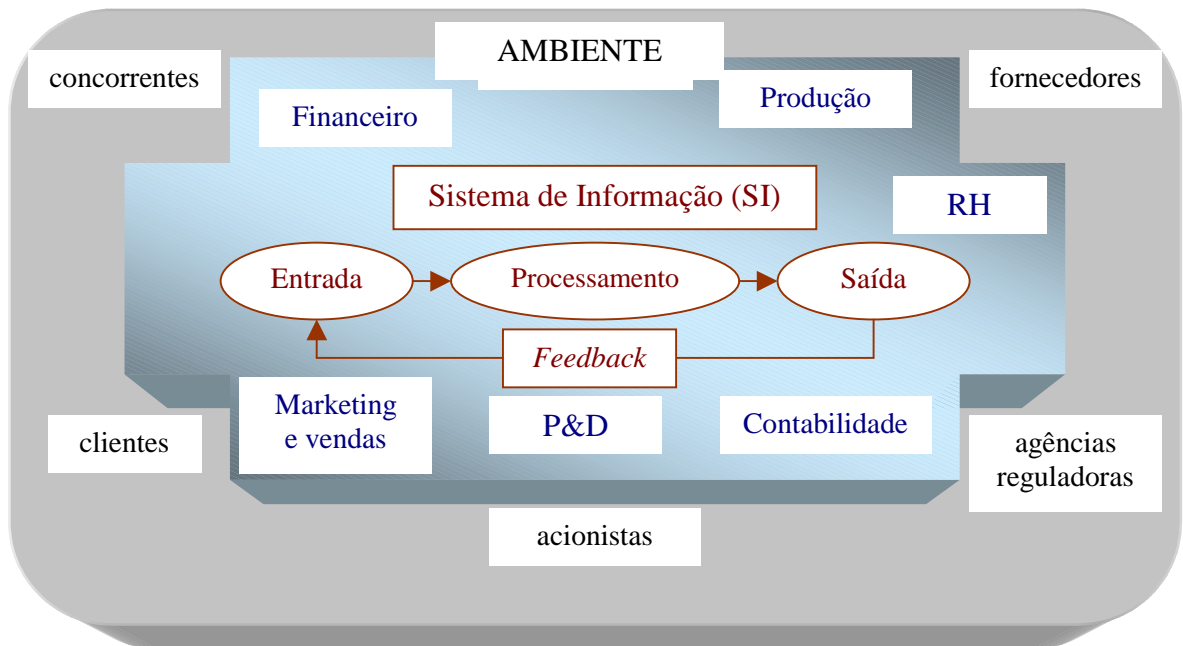 AMBIENTE
concorrentes
fornecedores
Financeiro
Produção
Sistema de Informação (SI)
RH
Entrada
Processamento
Saída
Feedback
Marketing
e vendas
P&D
Contabilidade
clientes
agências
reguladoras
acionistas